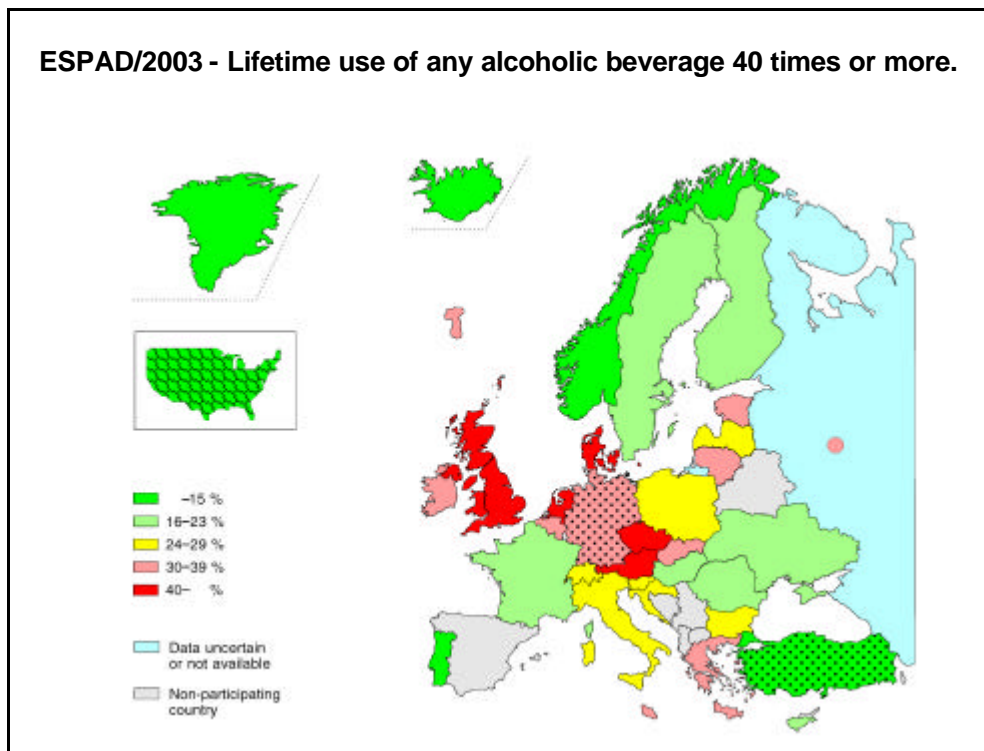 ESPAD/2003 - Lifetime use of any alcoholic beverage 40 times or more.
–15 %
16–23 %
24–29 %
30–39 %
40– %
Data uncertain
or not available
Non-participating
country